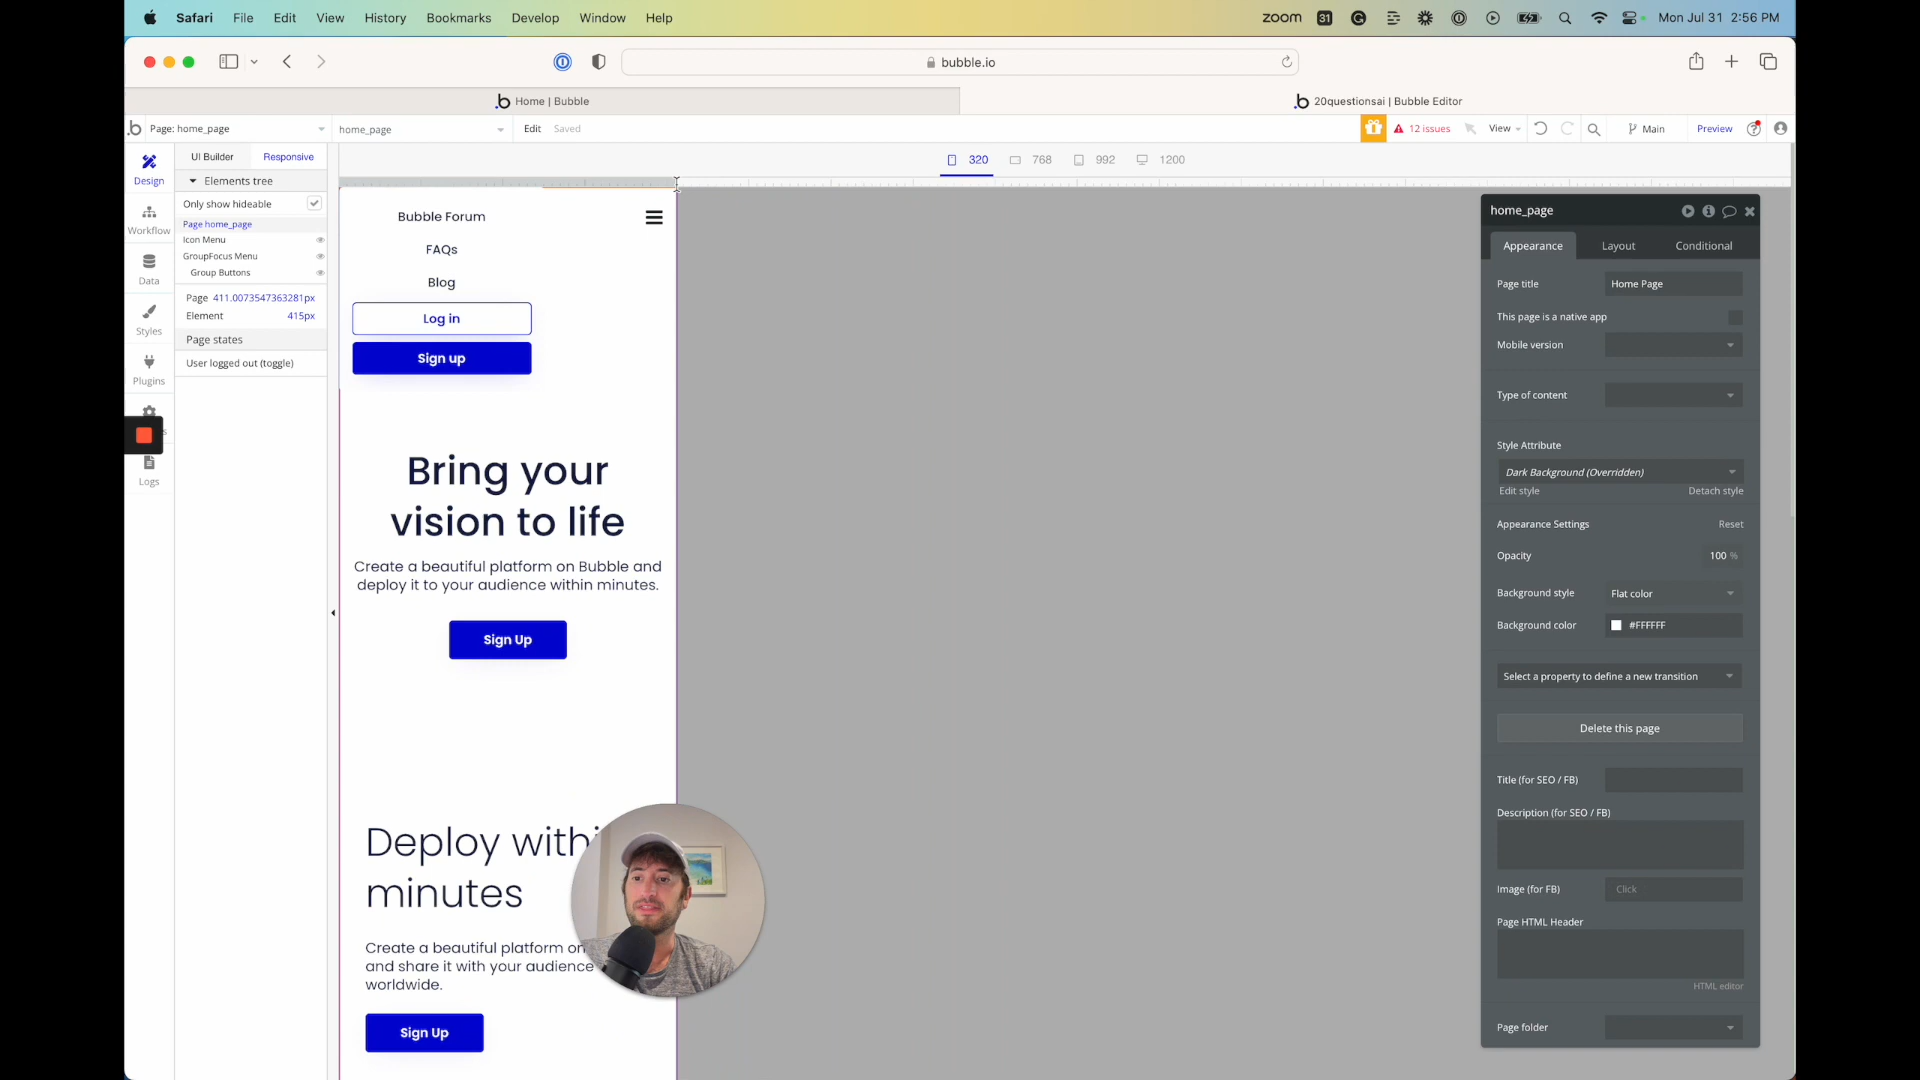 Safari File Edit View History Bookmarks Develop Window Help
zoom 31 Mon Jul 31 2:56 PM
bubble.io
Home | Bubble
20questionsai | Bubble Editor
Page: home_page
home_page
Edit Saved
12 issues
View
Main
Preview
UI Builder Responsive
320 768 992 1200
Design
Workflow
Data
Styles
Plugins
Logs
Elements tree
Only show hideable
Page home_page
Icon Menu
GroupFocus Menu
Group Buttons
Page 411.0073547363281px
Element 415px
Page states
User logged out (toggle)
Bubble Forum
FAQs
Blog
Log in
Sign up
Bring your
vision to life
Create a beautiful platform on Bubble and
deploy it to your audience within minutes.
Sign Up
Deploy withi
minutes
Create a beautiful platform on
and share it with your audience
worldwide.
Sign Up
home_page
Appearance Layout Conditional
Page title Home Page
This page is a native app
Mobile version
Type of content
Style Attribute
Dark Background (Overridden)
Edit style Detach style
Appearance Settings Reset
Opacity 100 %
Background style Flat color
Background color #FFFFFF
Select a property to define a new transition
Delete this page
Title (for SEO / FB)
Description (for SEO / FB)
Image (for FB) Click
Page HTML Header
HTML editor
Page folder